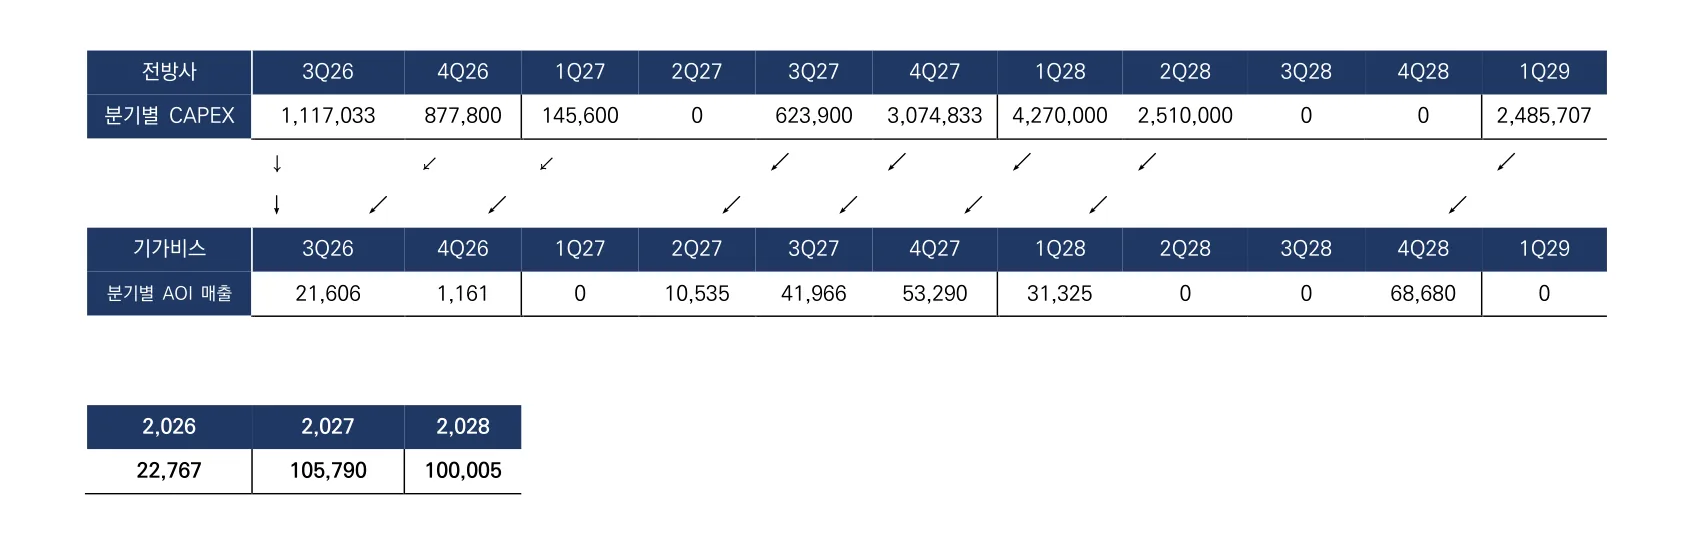 전방사 3Q26 4Q26 1Q27 2Q27 3Q27 4Q27 1Q28 2Q28 3Q28 4Q28 1Q29
분기별 CAPEX 1,117,033 877,800 145,600 0 623,900 3,074,833 4,270,000 2,510,000 0 0 2,485,707
↓ ↙ ↙ ↙ ↙ ↙ ↙ ↙
↓ ↙ ↙ ↙ ↙ ↙ ↙ ↙
기가비스 3Q26 4Q26 1Q27 2Q27 3Q27 4Q27 1Q28 2Q28 3Q28 4Q28 1Q29
분기별 AOI 매출 21,606 1,161 0 10,535 41,966 53,290 31,325 0 0 68,680 0
2,026 2,027 2,028
22,767 105,790 100,005